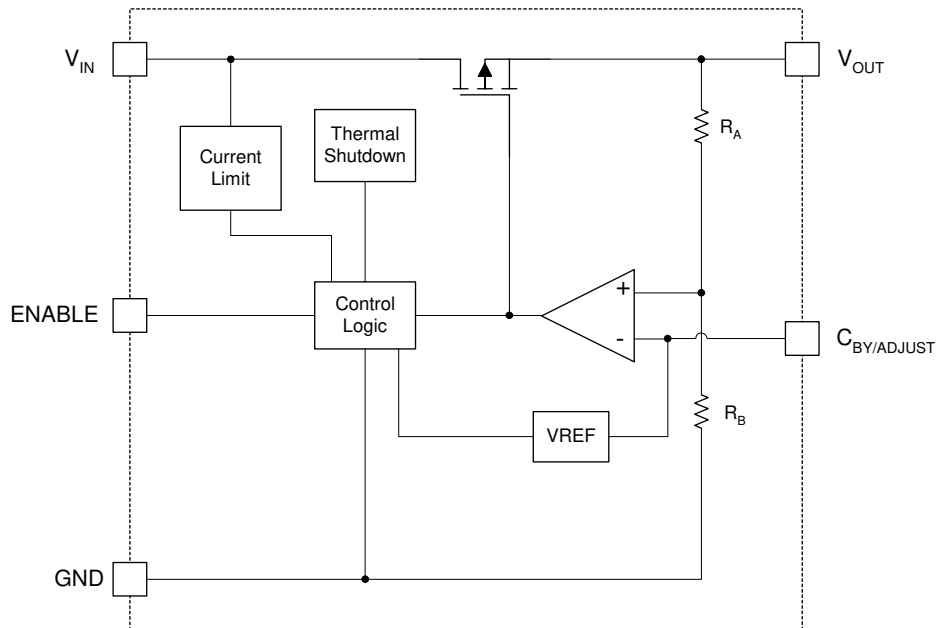 V_IN
V_OUT
R_A
Thermal
Shutdown
Current
Limit
ENABLE
Control
Logic
+
-
C_BY/ADJUST
VREF
R_B
GND